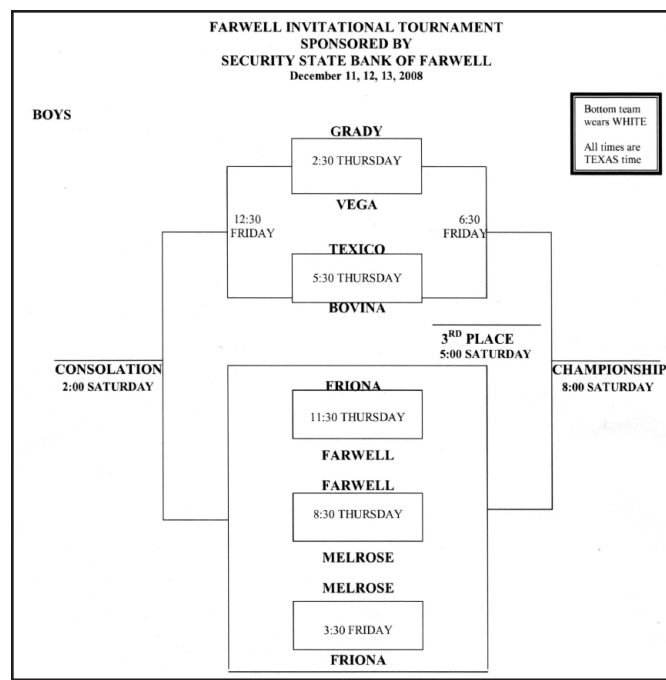 FARWELL INVITATIONAL TOURNAMENT
SPONSORED BY
SECURITY STATE BANK OF FARWELL
December 11, 12, 13, 2008
BOYS
Bottom team
wears WHITE
All times are
TEXAS time
GRADY
2:30 THURSDAY
VEGA
12:30
FRIDAY
6:30
FRIDAY
TEXICO
5:30 THURSDAY
BOVINA
3RD PLACE
5:00 SATURDAY
CONSOLATION
2:00 SATURDAY
CHAMPIONSHIP
8:00 SATURDAY
FRIONA
11:30 THURSDAY
FARWELL
FARWELL
8:30 THURSDAY
MELROSE
MELROSE
3:30 FRIDAY
FRIONA